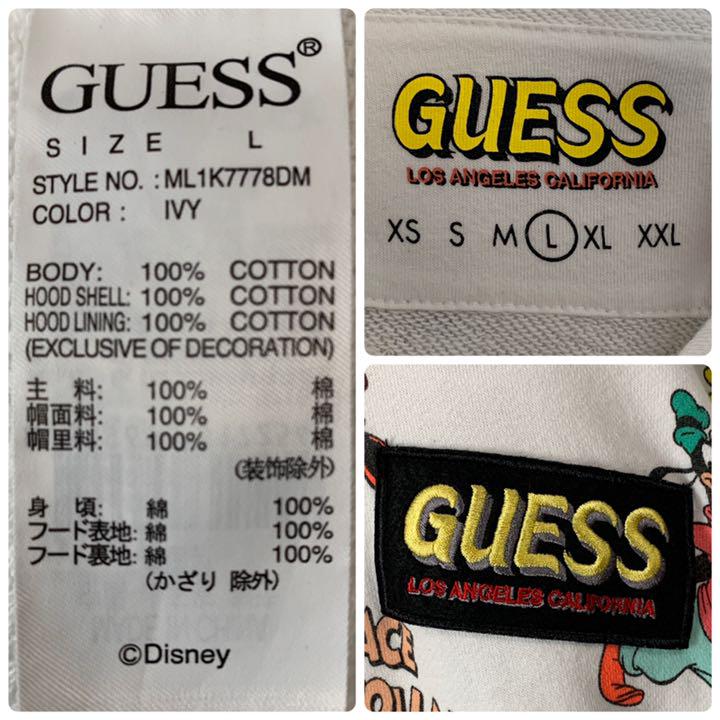 GUESS®
SIZE L
STYLE NO. : ML1K7778DM
COLOR : IVY
BODY: 100% COTTON
HOOD SHELL: 100% COTTON
HOOD LINING: 100% COTTON
(EXCLUSIVE OF DECORATION)
主 料: 100% 棉
帽面料: 100% 棉
帽里料: 100% 棉
(装饰除外)
身 頃: 綿 100%
フード表地: 綿 100%
フード裏地: 綿 100%
(かざり 除外)
©Disney
GUESS
LOS ANGELES CALIFORNIA
XS S M L XL XXL
GUESS
LOS ANGELES CALIFORNIA